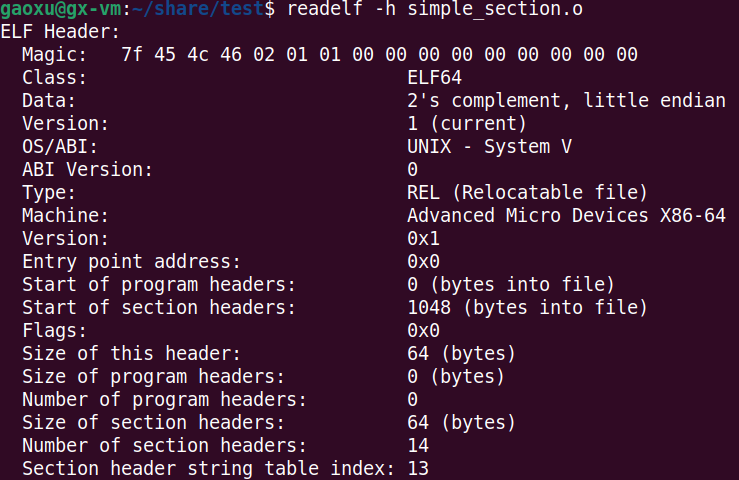 gaoxu@gx-vm:~/share/test$ readelf -h simple_section.o
ELF Header:
  Magic:   7f 45 4c 46 02 01 01 00 00 00 00 00 00 00 00 00
  Class:                             ELF64
  Data:                              2's complement, little endian
  Version:                           1 (current)
  OS/ABI:                            UNIX - System V
  ABI Version:                       0
  Type:                              REL (Relocatable file)
  Machine:                           Advanced Micro Devices X86-64
  Version:                           0x1
  Entry point address:               0x0
  Start of program headers:          0 (bytes into file)
  Start of section headers:          1048 (bytes into file)
  Flags:                             0x0
  Size of this header:               64 (bytes)
  Size of program headers:           0 (bytes)
  Number of program headers:         0
  Size of section headers:           64 (bytes)
  Number of section headers:         14
  Section header string table index: 13